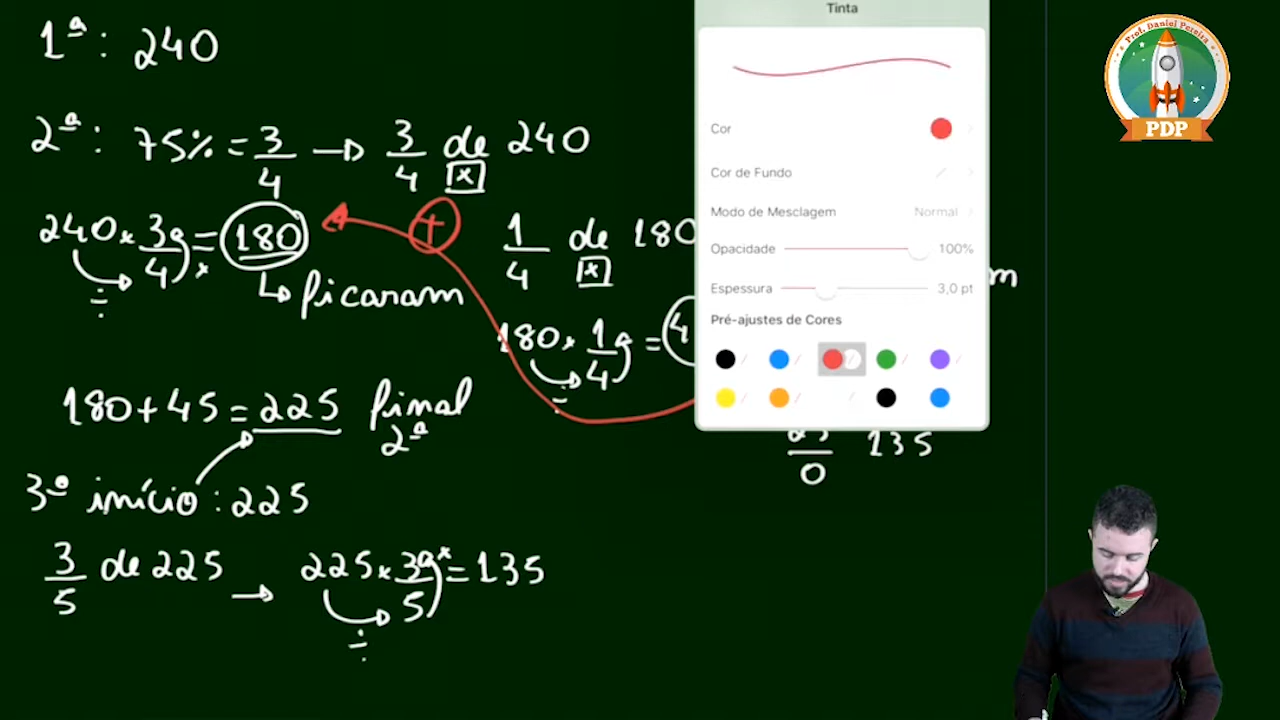 1ª: 240
2ª: 75% = 3/4 → 3/4 de 240
x
240 x 3/4 = 180
÷ x
↳ ficaram
+
1/4 de 180
x
m
180 x 1/4 = 4
÷
180 + 45 = 225 final
2ª
3ª início: 225
3/5 de 225 → 225 x 3/5 = 135
x
÷
0
135
Tinta
Cor
Cor de Fundo
Modo de Mesclagem Normal
Opacidade 100%
Espessura 3,0 pt
Pré-ajustes de Cores
Prof. Daniel Pereira
PDP